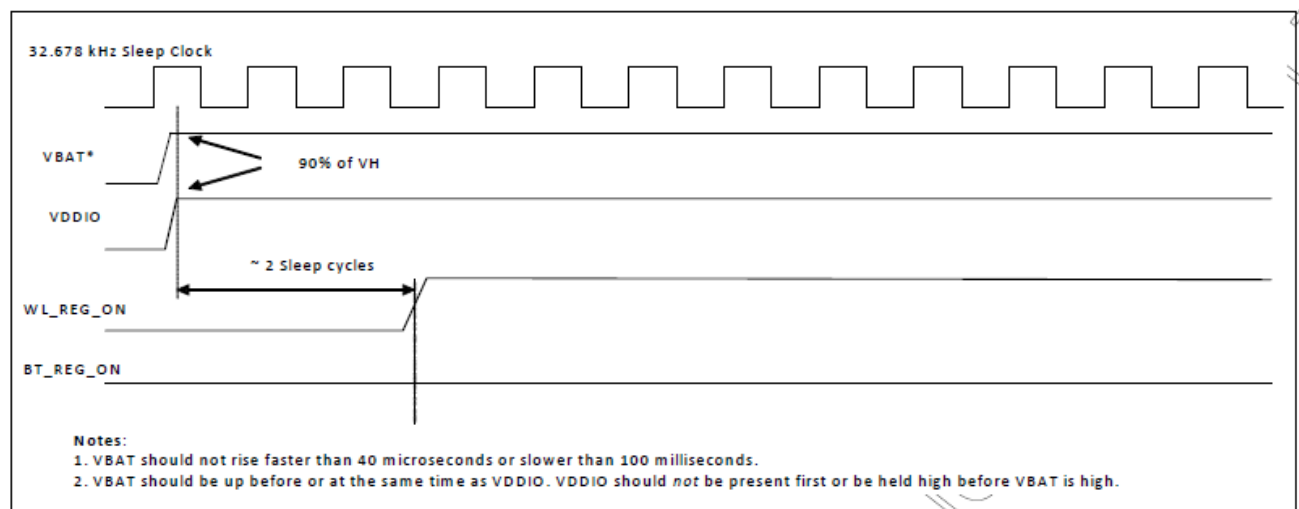 32.678 kHz Sleep Clock
VBAT*
90% of VH
VDDIO
~ 2 Sleep cycles
WL_REG_ON
BT_REG_ON
Notes:
1. VBAT should not rise faster than 40 microseconds or slower than 100 milliseconds.
2. VBAT should be up before or at the same time as VDDIO. VDDIO should not be present first or be held high before VBAT is high.